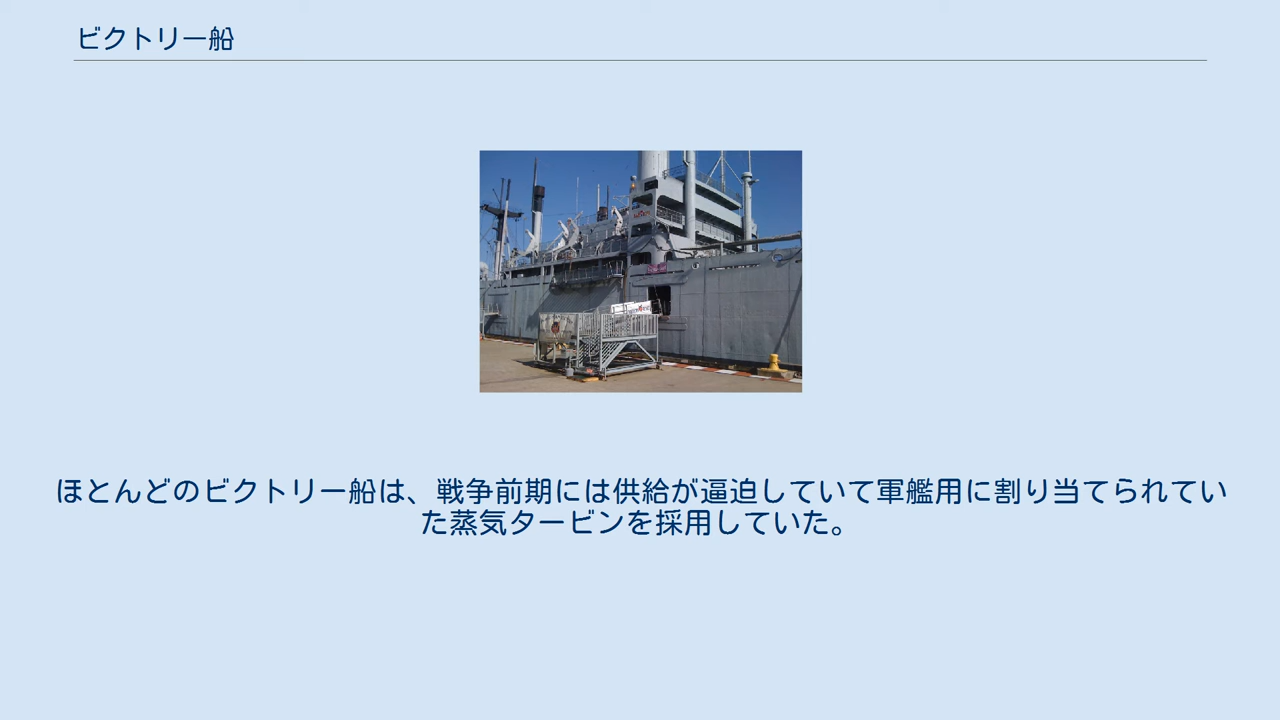 ビクトリー船
ほとんどのビクトリー船は、戦争前期には供給が逼迫していて軍艦用に割り当てられてい
た蒸気タービンを採用していた。